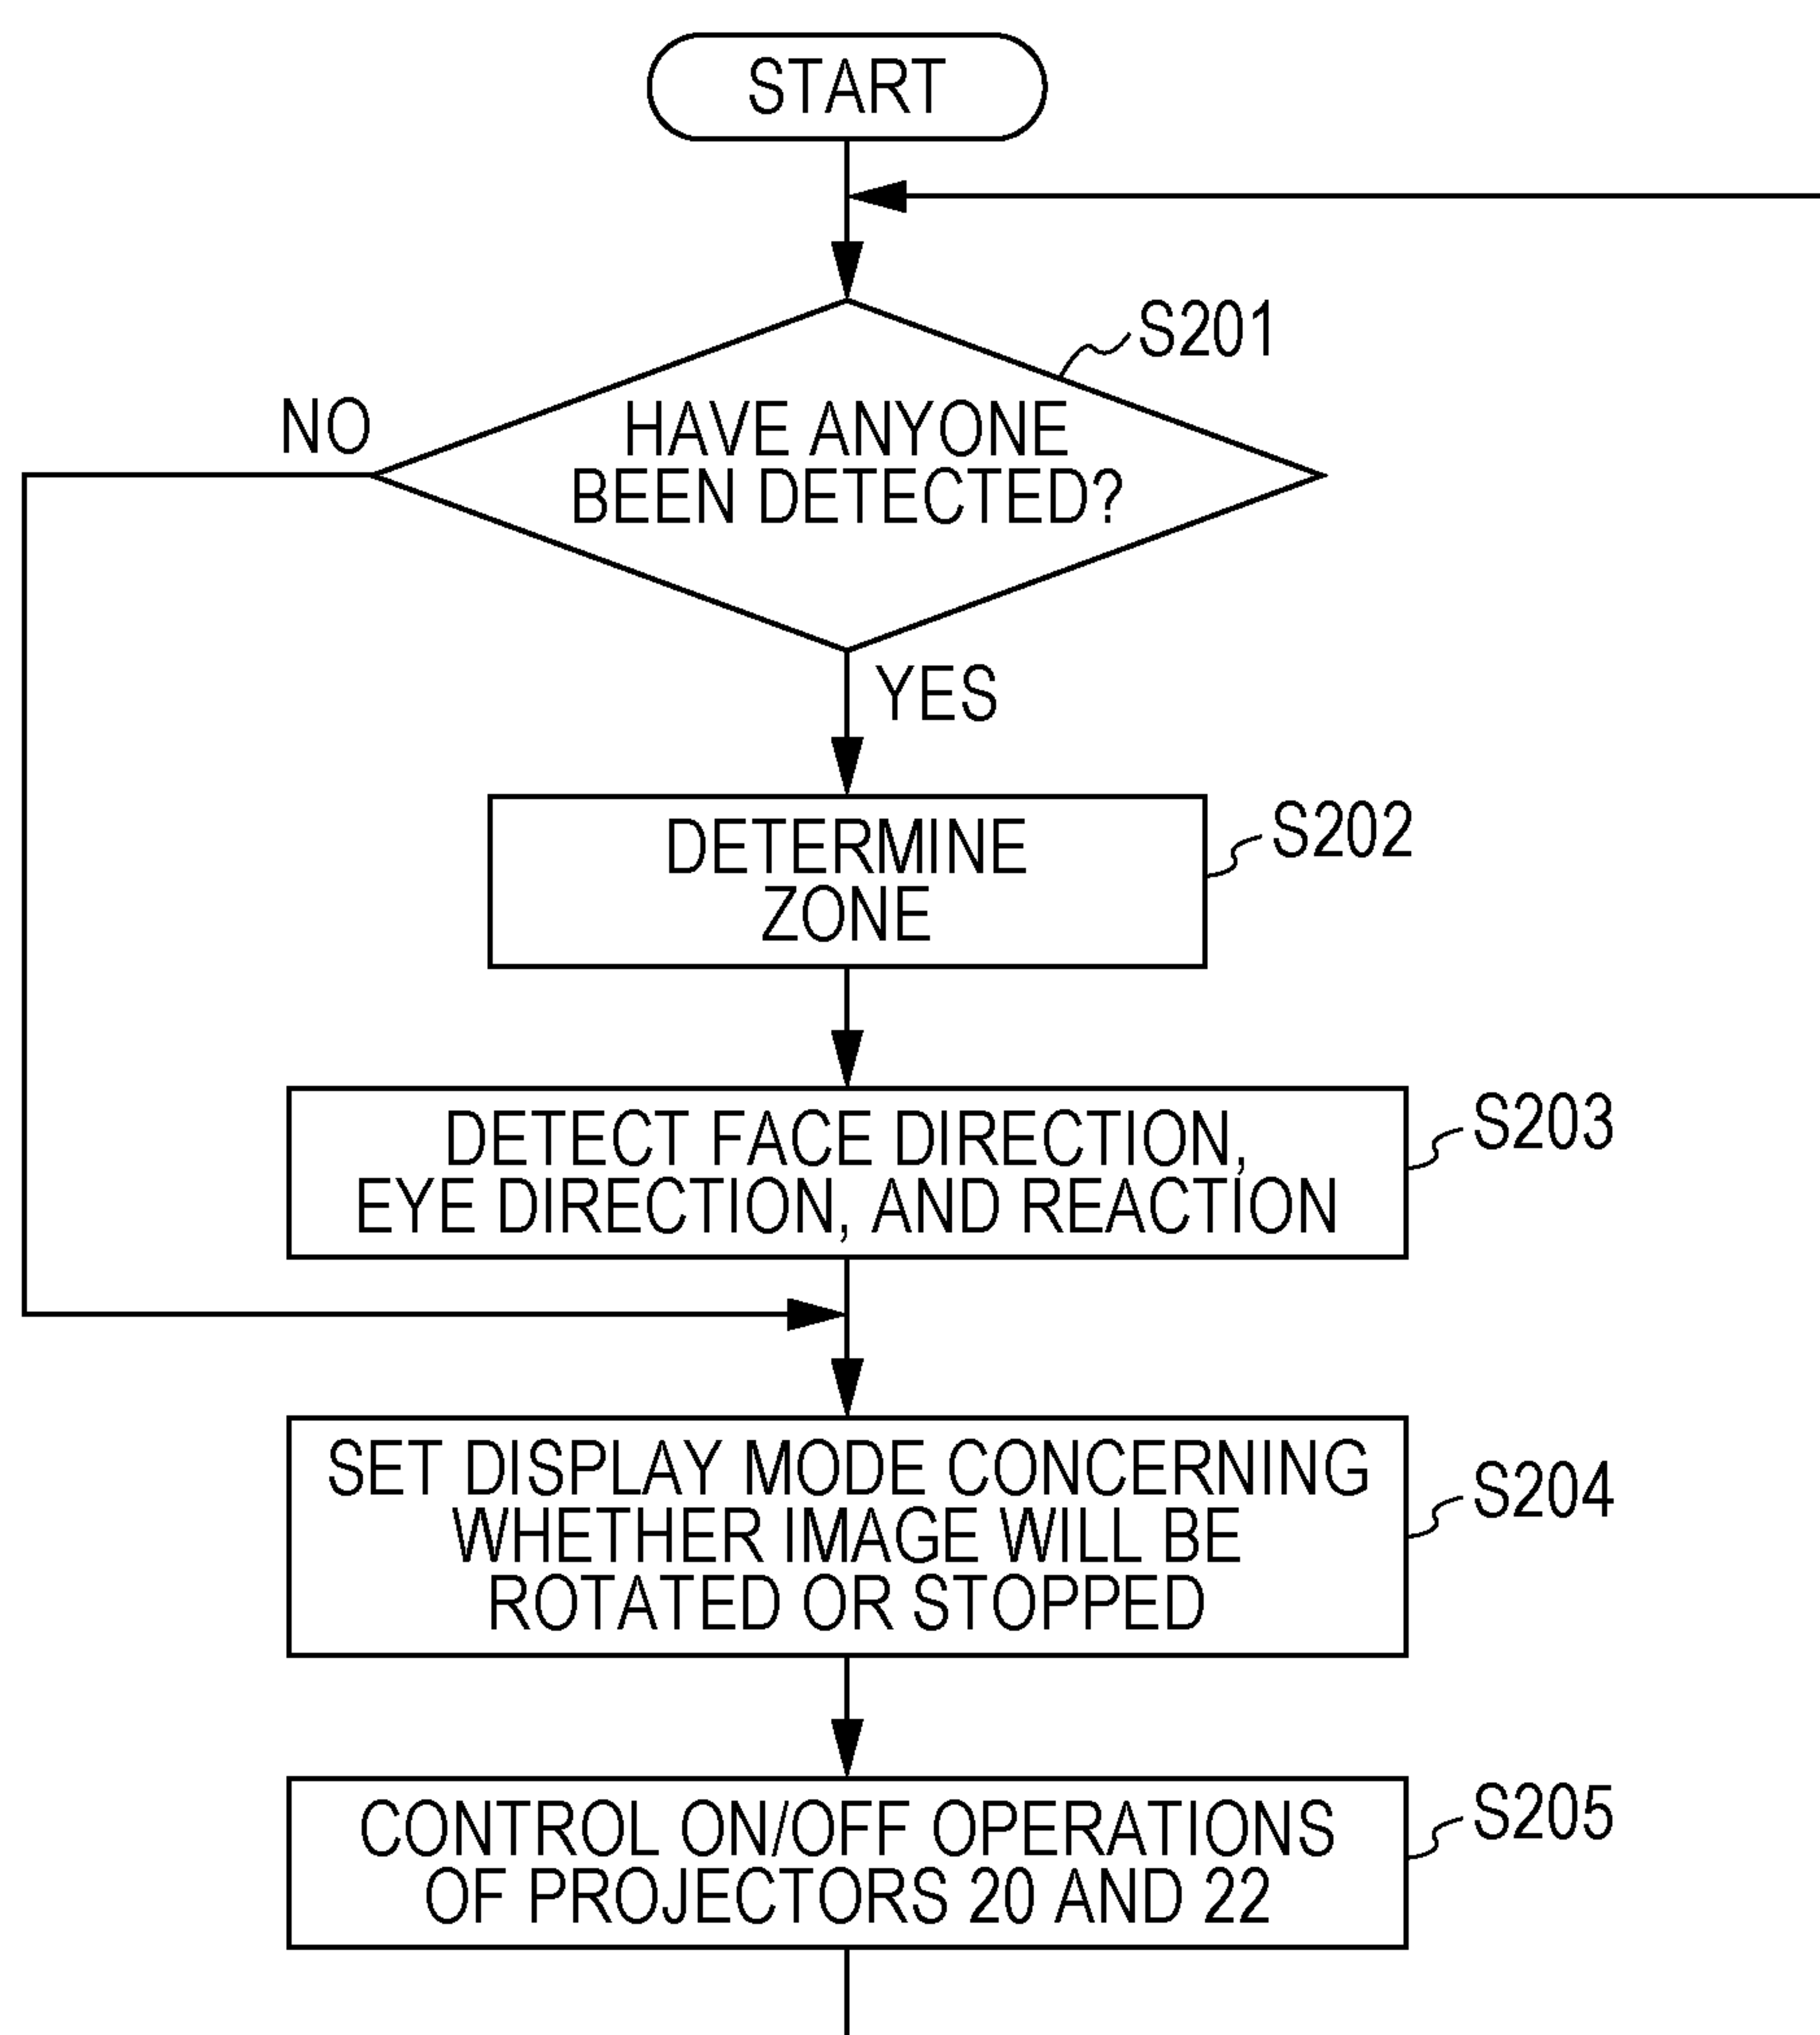 START
S201
HAVE ANYONE
BEEN DETECTED?
NO
YES
DETERMINE
ZONE
S202
DETECT FACE DIRECTION,
EYE DIRECTION, AND REACTION
S203
SET DISPLAY MODE CONCERNING
WHETHER IMAGE WILL BE
ROTATED OR STOPPED
S204
CONTROL ON/OFF OPERATIONS
OF PROJECTORS 20 AND 22
S205